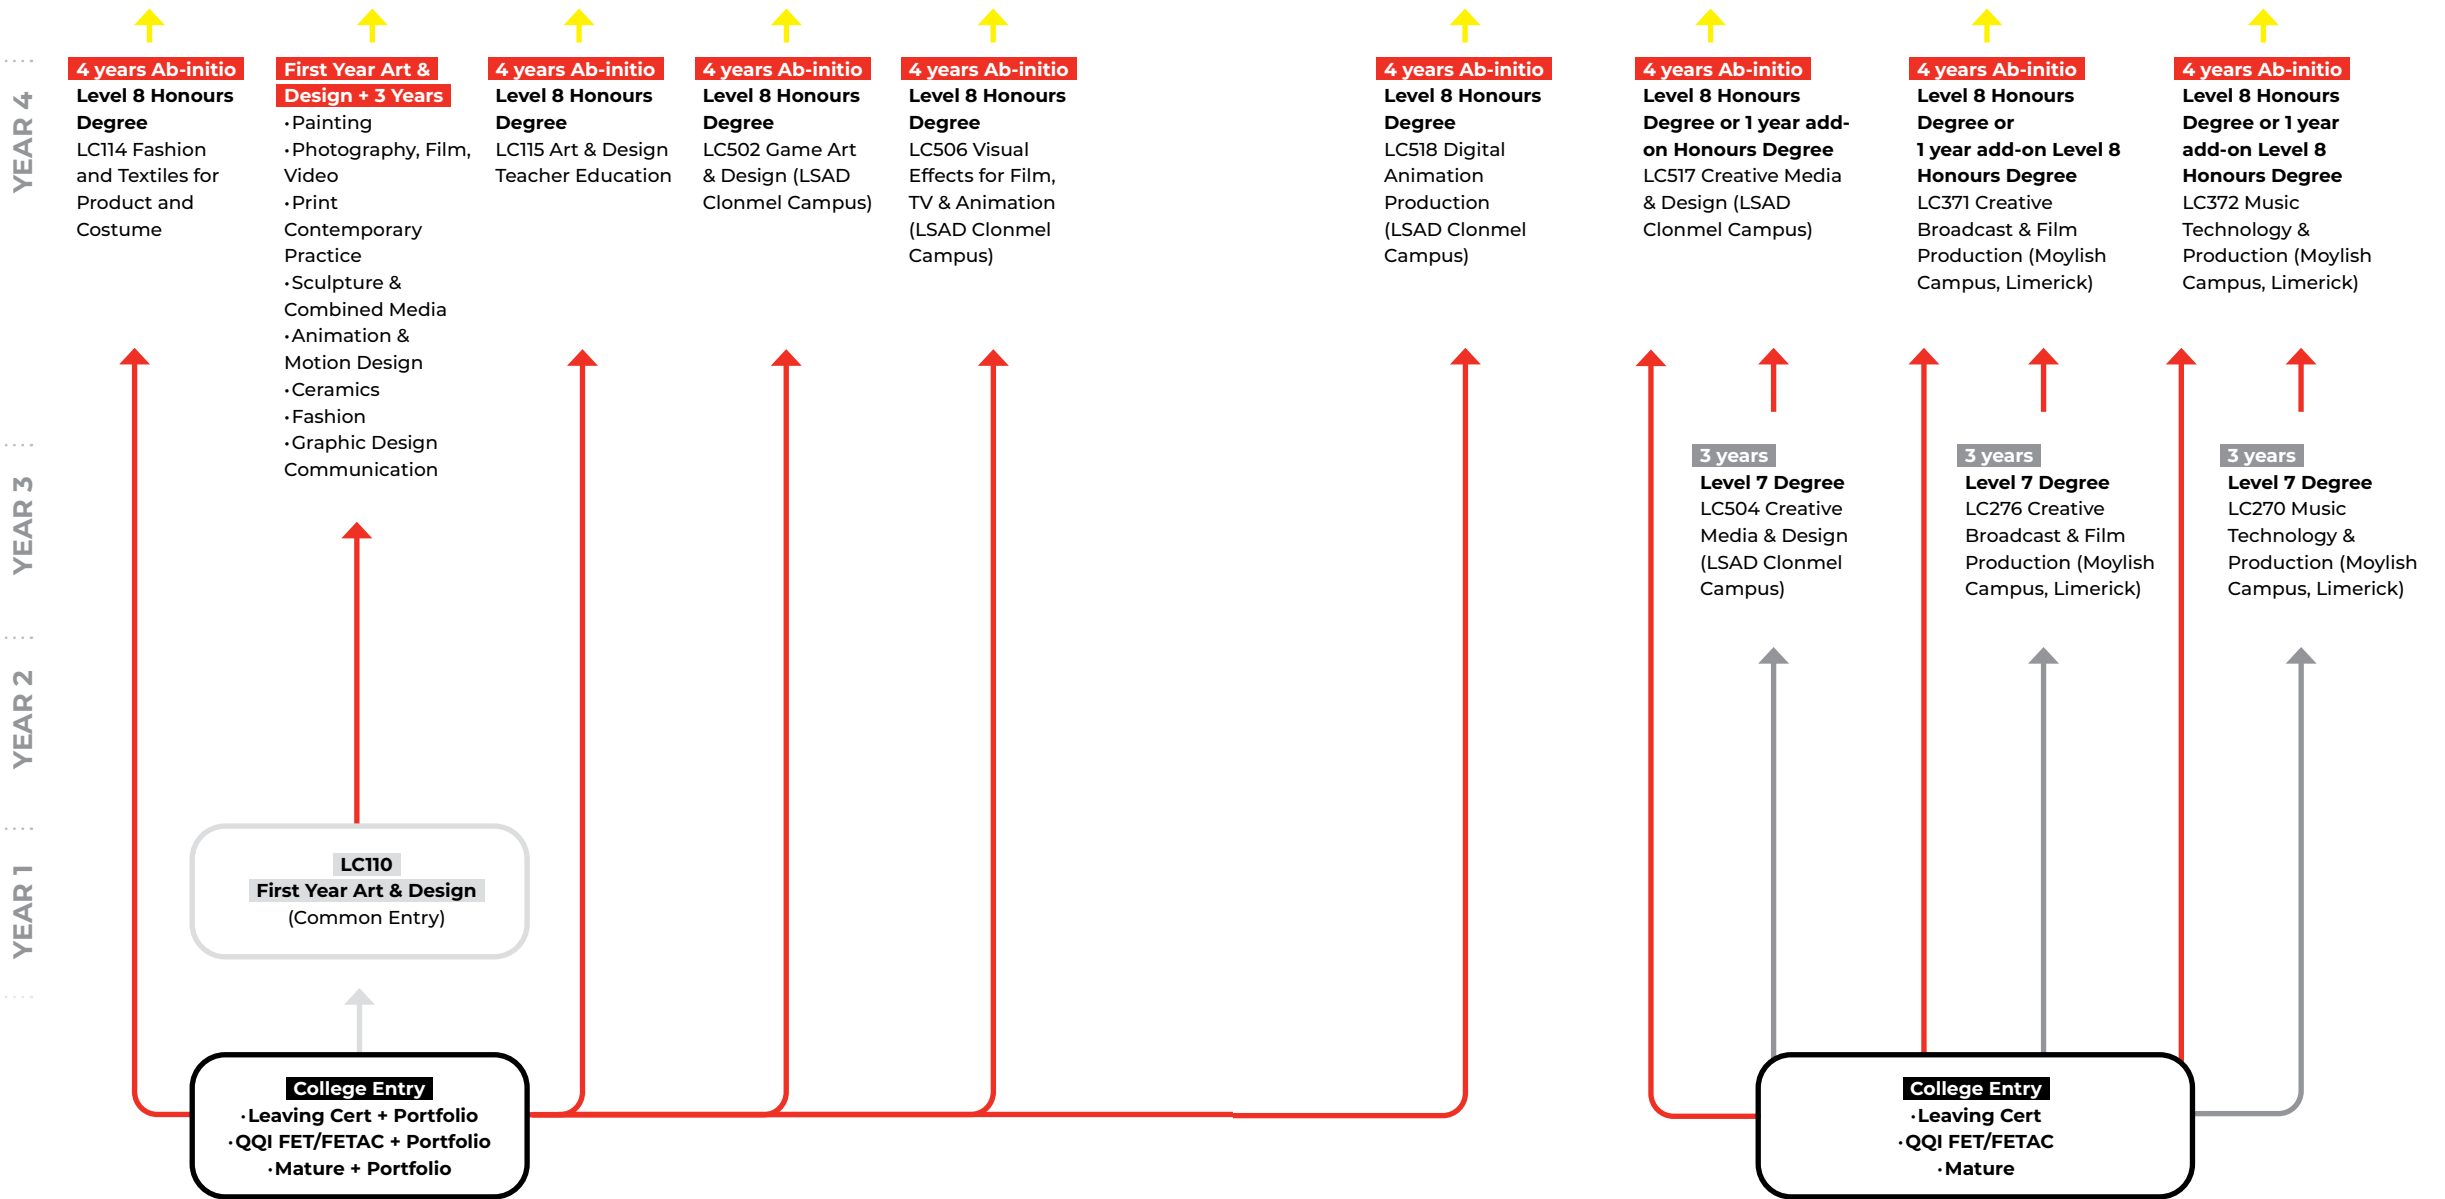 YEAR 4
4 years Ab-initio
Level 8 Honours
Degree
LC114 Fashion
and Textiles for
Product and
Costume
First Year Art &
Design + 3 Years
•Painting
•Photography, Film,
Video
•Print
Contemporary
Practice
•Sculpture &
Combined Media
•Animation &
Motion Design
•Ceramics
•Fashion
•Graphic Design
Communication
4 years Ab-initio
Level 8 Honours
Degree
LC115 Art & Design
Teacher Education
4 years Ab-initio
Level 8 Honours
Degree
LC502 Game Art
& Design (LSAD
Clonmel Campus)
4 years Ab-initio
Level 8 Honours
Degree
LC506 Visual
Effects for Film,
TV & Animation
(LSAD Clonmel
Campus)
4 years Ab-initio
Level 8 Honours
Degree
LC518 Digital
Animation
Production
(LSAD Clonmel
Campus)
4 years Ab-initio
Level 8 Honours
Degree or 1 year add-
on Honours Degree
LC517 Creative Media
& Design (LSAD
Clonmel Campus)
4 years Ab-initio
Level 8 Honours
Degree or
1 year add-on Level 8
Honours Degree
LC371 Creative
Broadcast & Film
Production (Moylish
Campus, Limerick)
4 years Ab-initio
Level 8 Honours
Degree or 1 year
add-on Level 8
Honours Degree
LC372 Music
Technology &
Production (Moylish
Campus, Limerick)
YEAR 3
3 years
Level 7 Degree
LC504 Creative
Media & Design
(LSAD Clonmel
Campus)
3 years
Level 7 Degree
LC276 Creative
Broadcast & Film
Production (Moylish
Campus, Limerick)
3 years
Level 7 Degree
LC270 Music
Technology &
Production (Moylish
Campus, Limerick)
YEAR 2
YEAR 1
LC110
First Year Art & Design
(Common Entry)
College Entry
•Leaving Cert + Portfolio
•QQI FET/FETAC + Portfolio
•Mature + Portfolio
College Entry
•Leaving Cert
•QQI FET/FETAC
•Mature